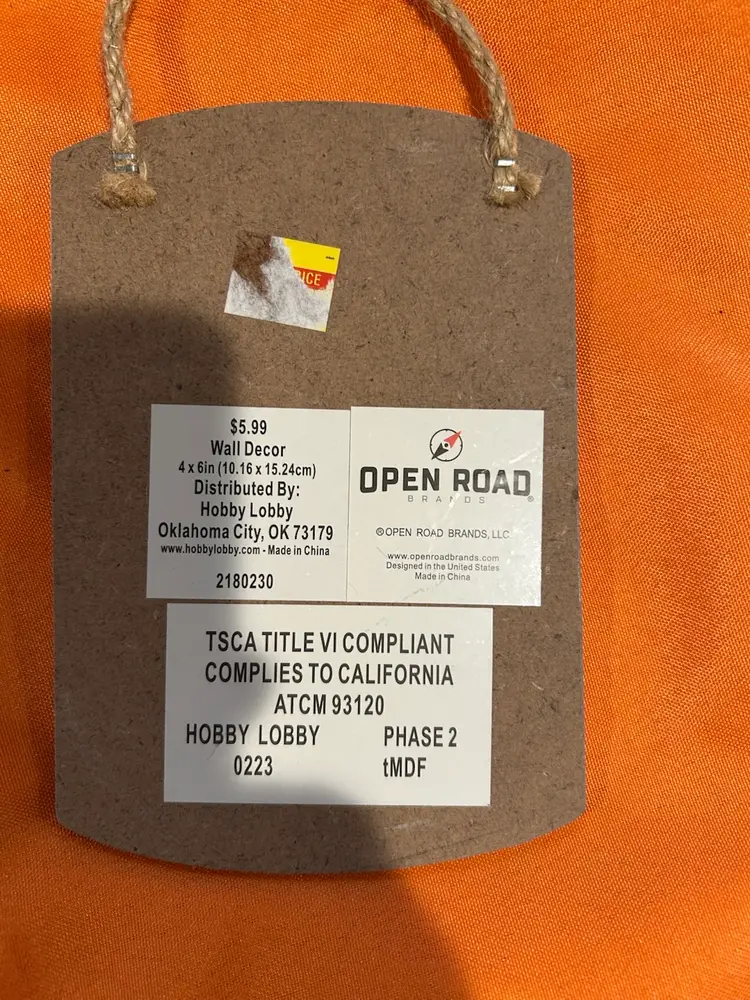 $5.99
Wall Decor
4 x 6in (10.16 x 15.24cm)
Distributed By:
Hobby Lobby
Oklahoma City, OK 73179
www.hobbylobby.com - Made in China
2180230
OPEN ROAD
BRANDS®
®OPEN ROAD BRANDS, LLC
www.openroadbrands.com
Designed in the United States
Made in China
TSCA TITLE VI COMPLIANT
COMPLIES TO CALIFORNIA
ATCM 93120
HOBBY LOBBY PHASE 2
0223 tMDF